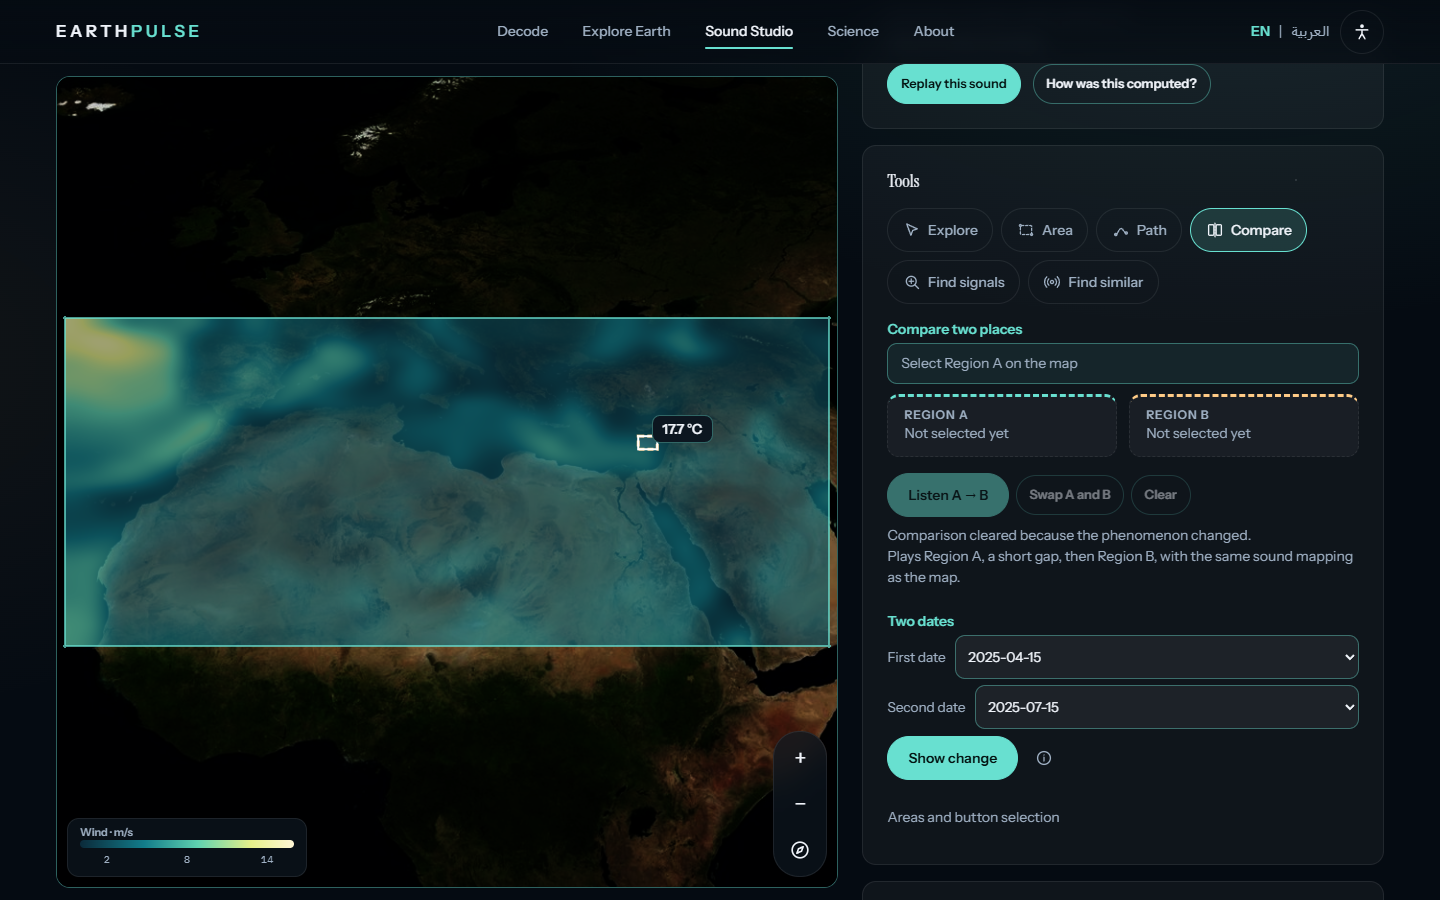 EARTHPULSE
Decode
Explore Earth
Sound Studio
Science
About
EN | العربية
Replay this sound
How was this computed?
Tools
Explore
Area
Path
Compare
Find signals
Find similar
Compare two places
Select Region A on the map
REGION A
Not selected yet
REGION B
Not selected yet
Listen A → B
Swap A and B
Clear
Comparison cleared because the phenomenon changed.
Plays Region A, a short gap, then Region B, with the same sound mapping
as the map.
Two dates
First date
2025-04-15
Second date
2025-07-15
Show change
Areas and button selection
17.7 °C
Wind · m/s
2 8 14
+
−